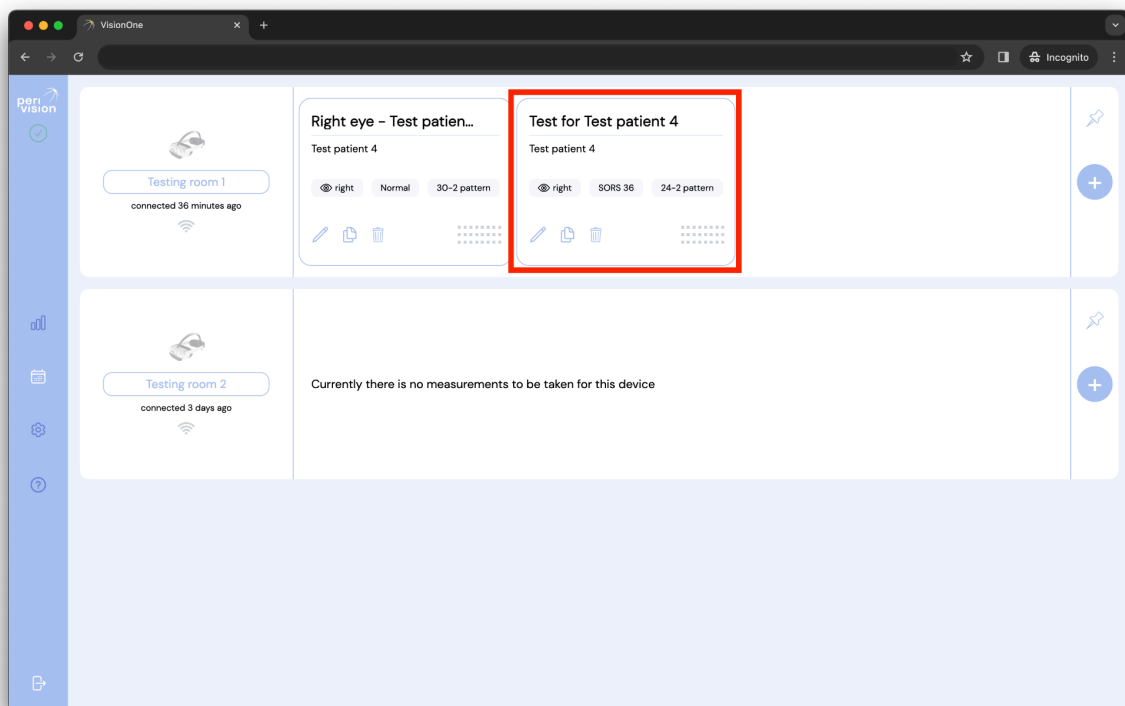 VisionOne
Incognito
peri
vision
Testing room 1
connected 36 minutes ago
Right eye - Test patien...
Test patient 4
right Normal 30-2 pattern
Test for Test patient 4
Test patient 4
right SORS 36 24-2 pattern
Testing room 2
connected 3 days ago
Currently there is no measurements to be taken for this device